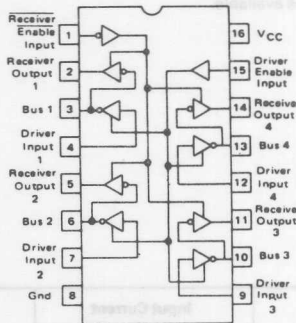 Receiver
Enable
Input
1
Receiver
Output
1
2
Bus 1
3
Driver
Input
1
4
Receiver
Output
2
5
Bus 2
6
Driver
Input
2
7
Gnd
8
16
VCC
15
Driver
Enable
Input
14
Receiver
Output
4
13
Bus 4
12
Driver
Input
4
11
Receiver
Output
3
10
Bus 3
9
Driver
Input
3